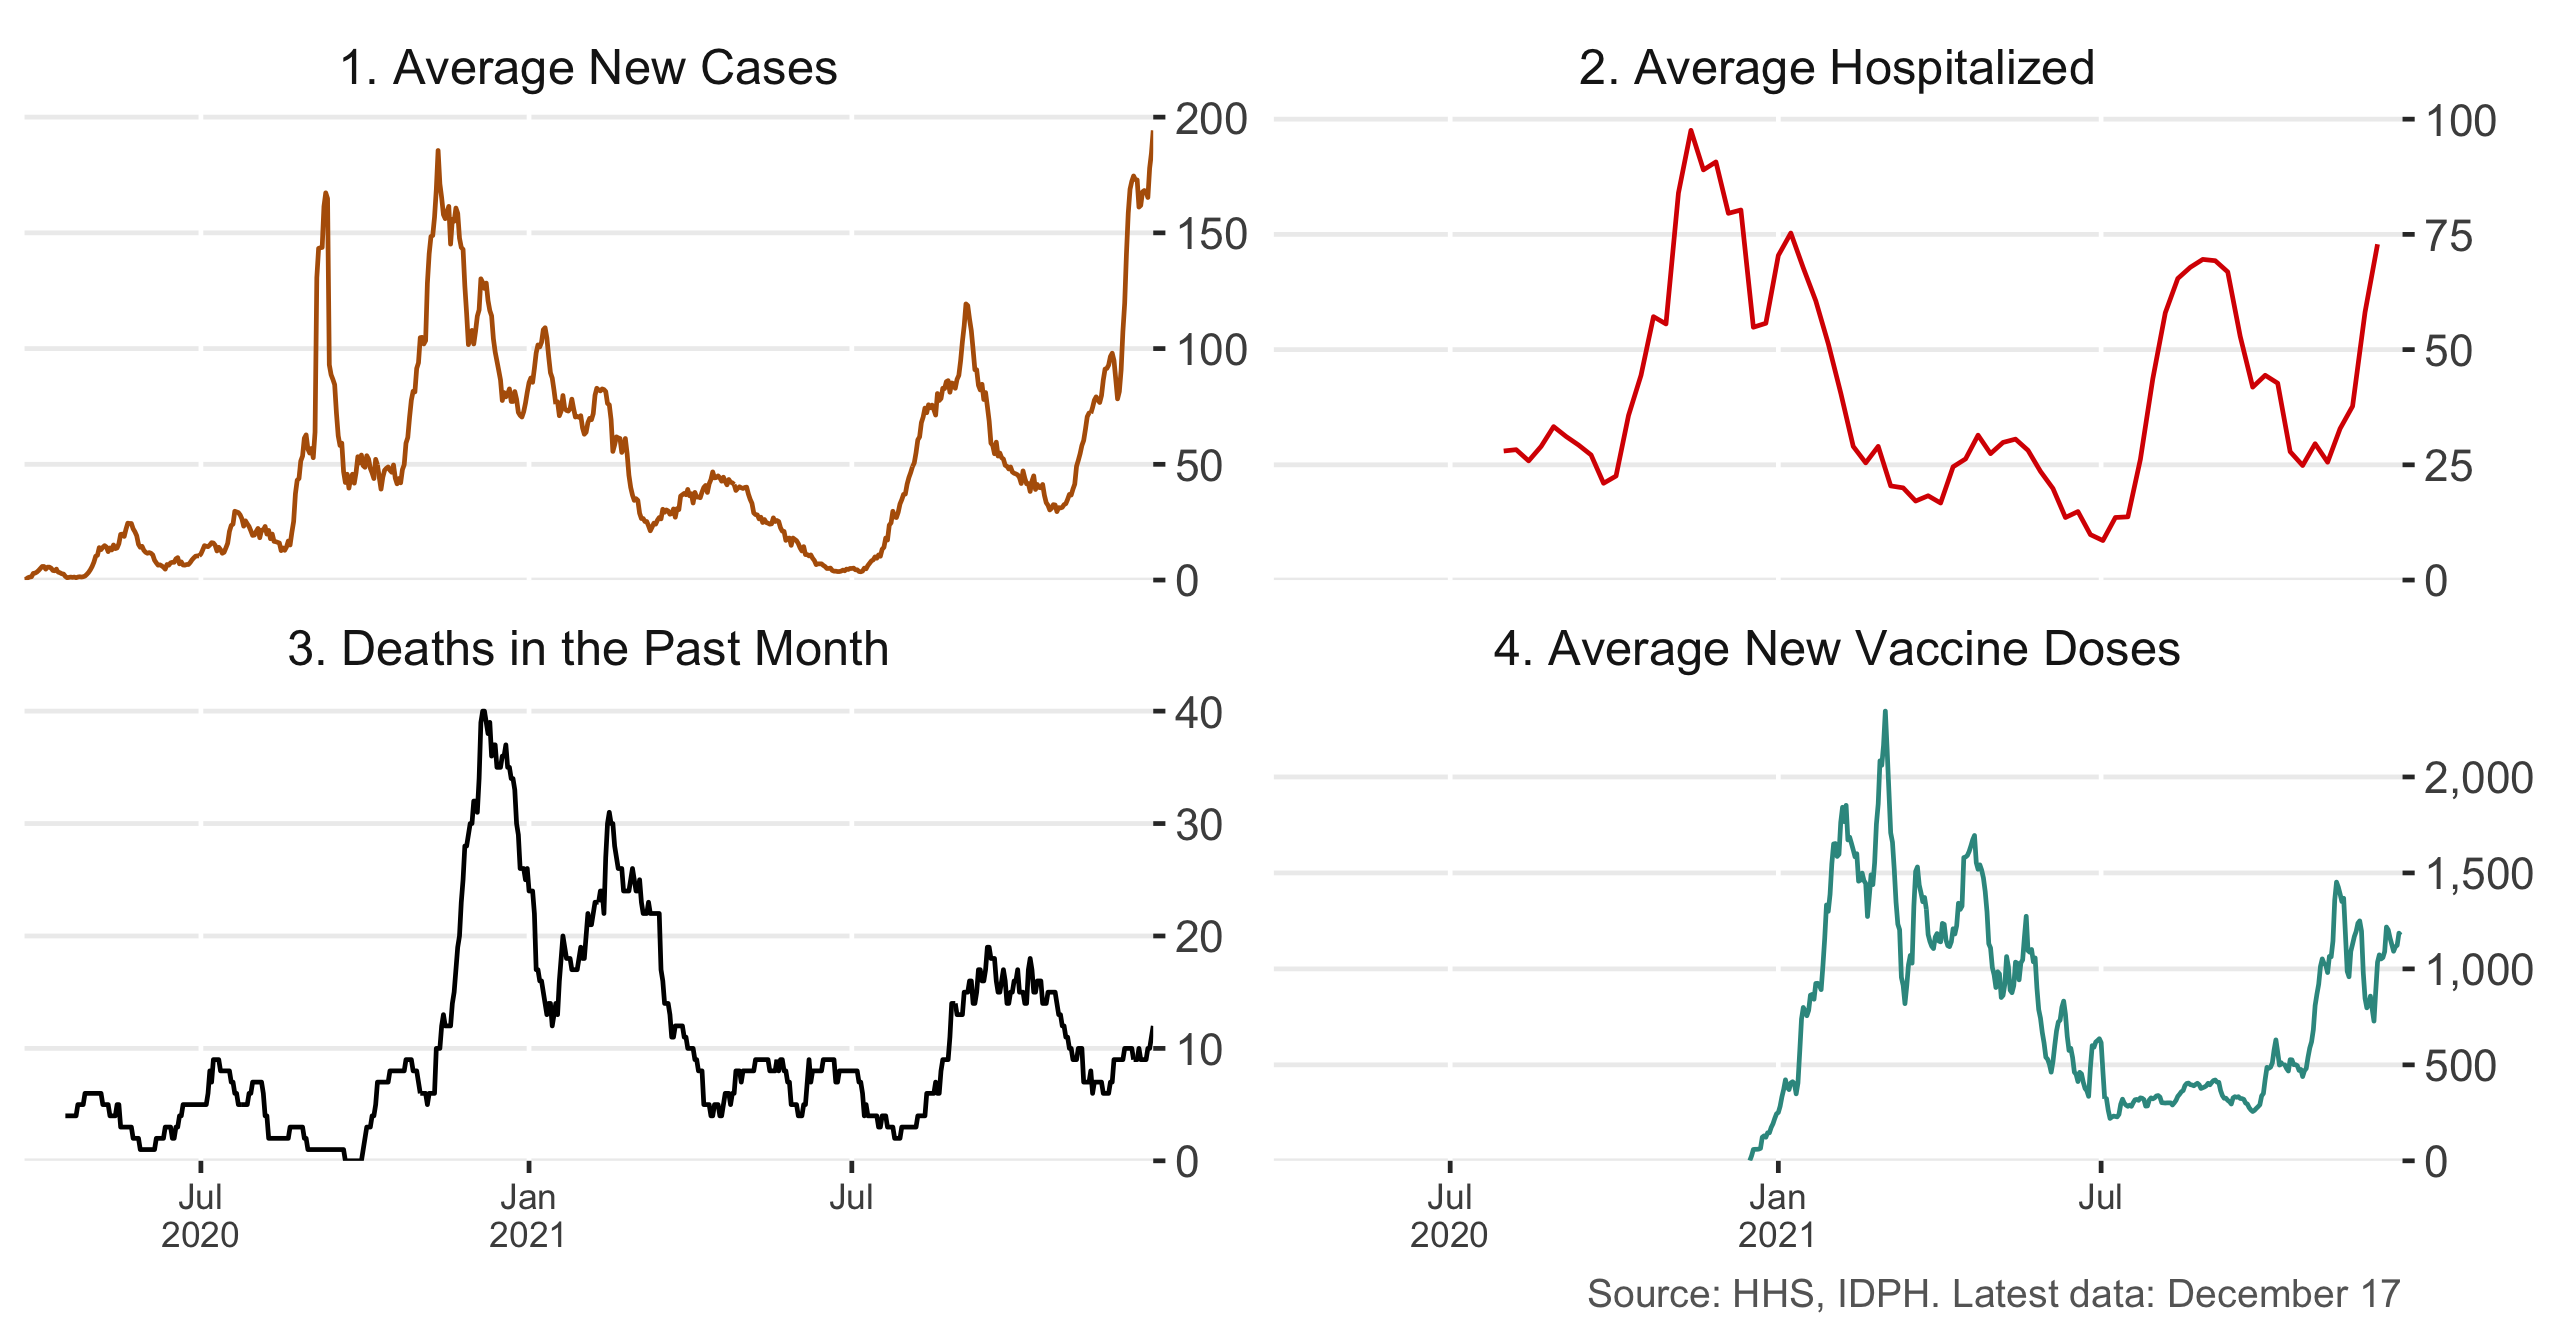 1. Average New Cases
200
150
100
50
0
2. Average Hospitalized
100
75
50
25
0
3. Deaths in the Past Month
40
30
20
10
0
Jul
2020
Jan
2021
Jul
4. Average New Vaccine Doses
2,000
1,500
1,000
500
0
Jul
2020
Jan
2021
Jul
Source: HHS, IDPH. Latest data: December 17